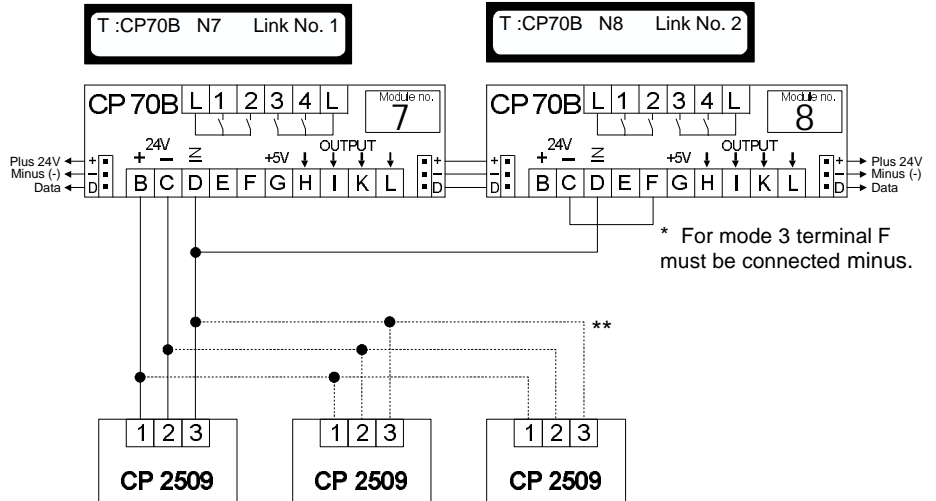 T :CP70B N7 Link No. 1
T :CP70B N8 Link No. 2
CP 70B L 1 2 3 4 L Module no. 7
24V
+ – IN +5V OUTPUT
Plus 24V +
Minus (-) –
Data D
B C D E F G H I K L
+
–
D
CP 70B L 1 2 3 4 L Module no. 8
24V
+ – IN +5V OUTPUT
+
–
D
B C D E F G H I K L
+ Plus 24V
– Minus (-)
D Data
* For mode 3 terminal F
must be connected minus.
**
1 2 3
CP 2509
1 2 3
CP 2509
1 2 3
CP 2509